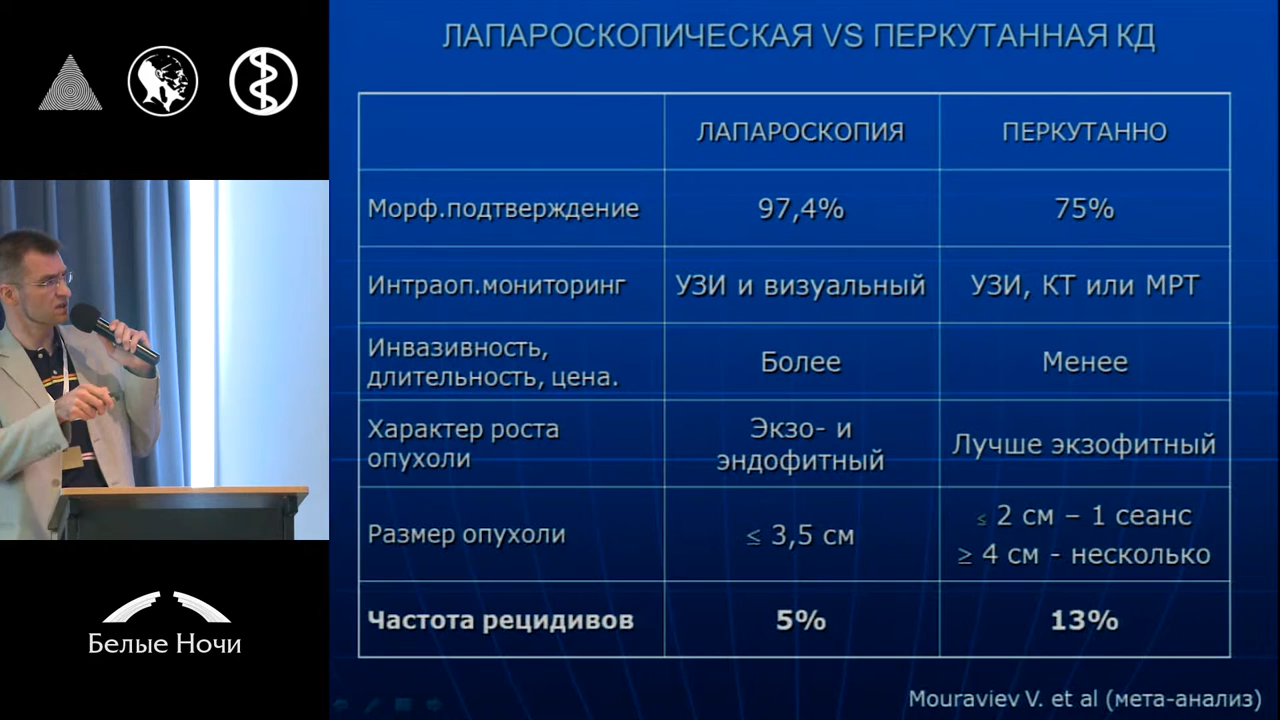 ЛАПАРОСКОПИЧЕСКАЯ VS ПЕРКУТАННАЯ КД
ЛАПАРОСКОПИЯ
ПЕРКУТАННО
Морф.подтверждение
97,4%
75%
Интраоп.мониторинг
УЗИ и визуальный
УЗИ, КТ или МРТ
Инвазивность,
длительность, цена.
Более
Менее
Характер роста
опухоли
Экзо- и
эндофитный
Лучше экзофитный
Размер опухоли
≤ 3,5 см
≤ 2 см – 1 сеанс
≥ 4 см - несколько
Частота рецидивов
5%
13%
Mouraviev V. et al (мета-анализ)
Белые Ночи